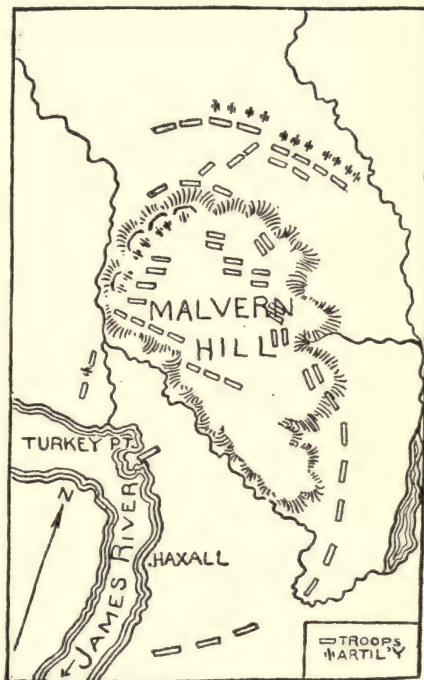 MALVERN
HILL
TURKEY PT.
N
JAMES RIVER
.HAXALL
TROOPS
ARTIL'Y